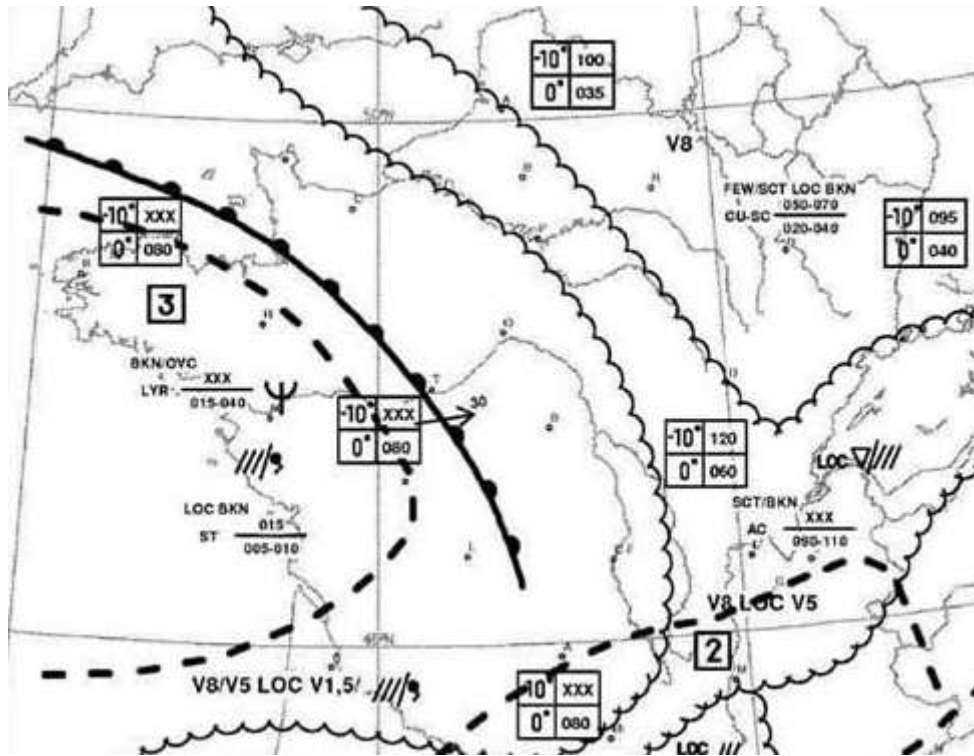 -10° 100
0° 035
50°N
V8
FEW/SCT LOC BKN
050-070
CU-SC
020-040
-10° XXX
0° 080
-10° 095
0° 040
3
BKN/OVC
LYR XXX
015-040
-10° XXX
0° 080
30
-10° 120
0° 060
LOC
SCT/BKN
AC XXX
090-110
LOC BKN
ST 015
005-010
V8 LOC V5
2
V8/V5 LOC V1,5/
-10° XXX
0° 080
LOC